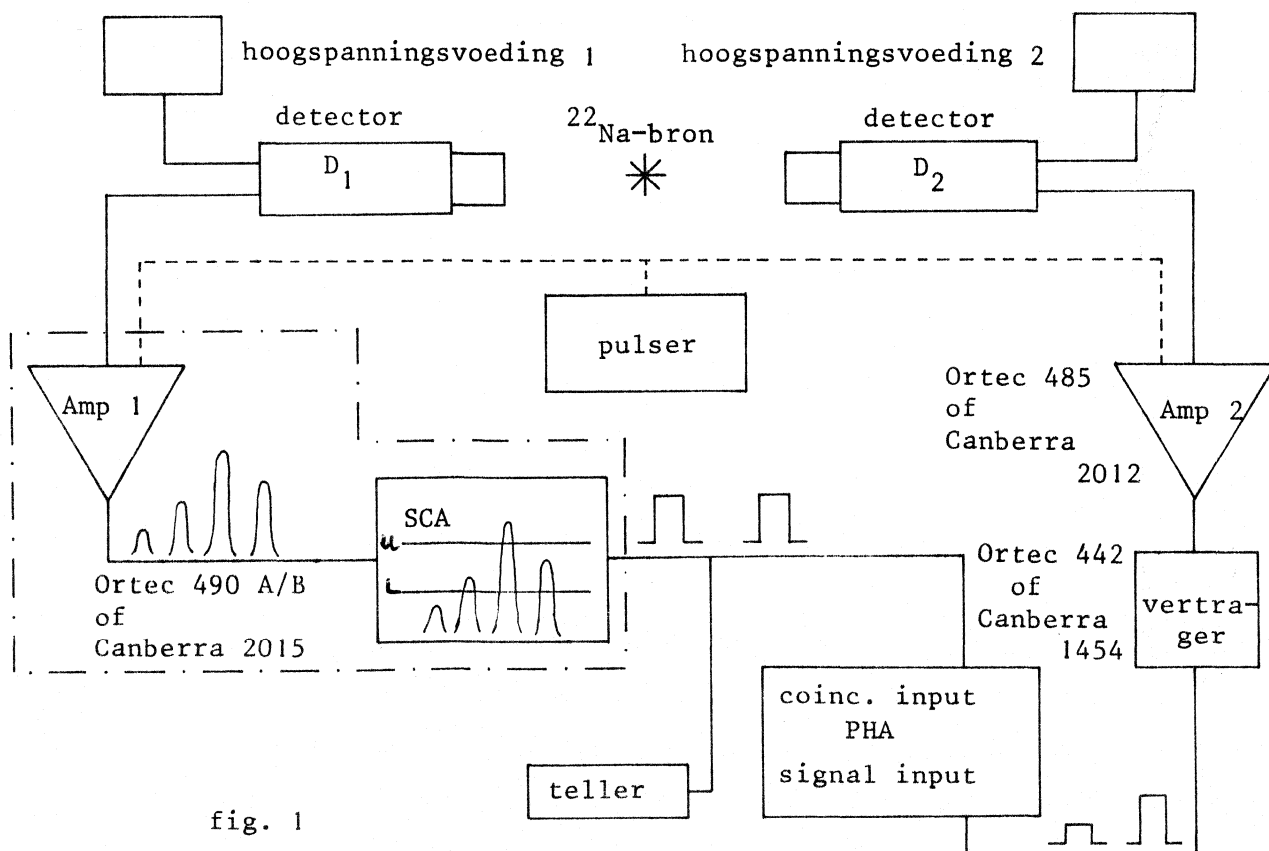 hoogspanningsvoeding 1
hoogspanningsvoeding 2
detector
22Na-bron
detector
D1
D2
pulser
Amp 1
Ortec 485
of
Canberra
2012
Amp 2
SCA
u
L
Ortec 490 A/B
of
Canberra 2015
Ortec 442
of
Canberra
1454
vertra-
ger
coinc. input
PHA
signal input
teller
fig. 1